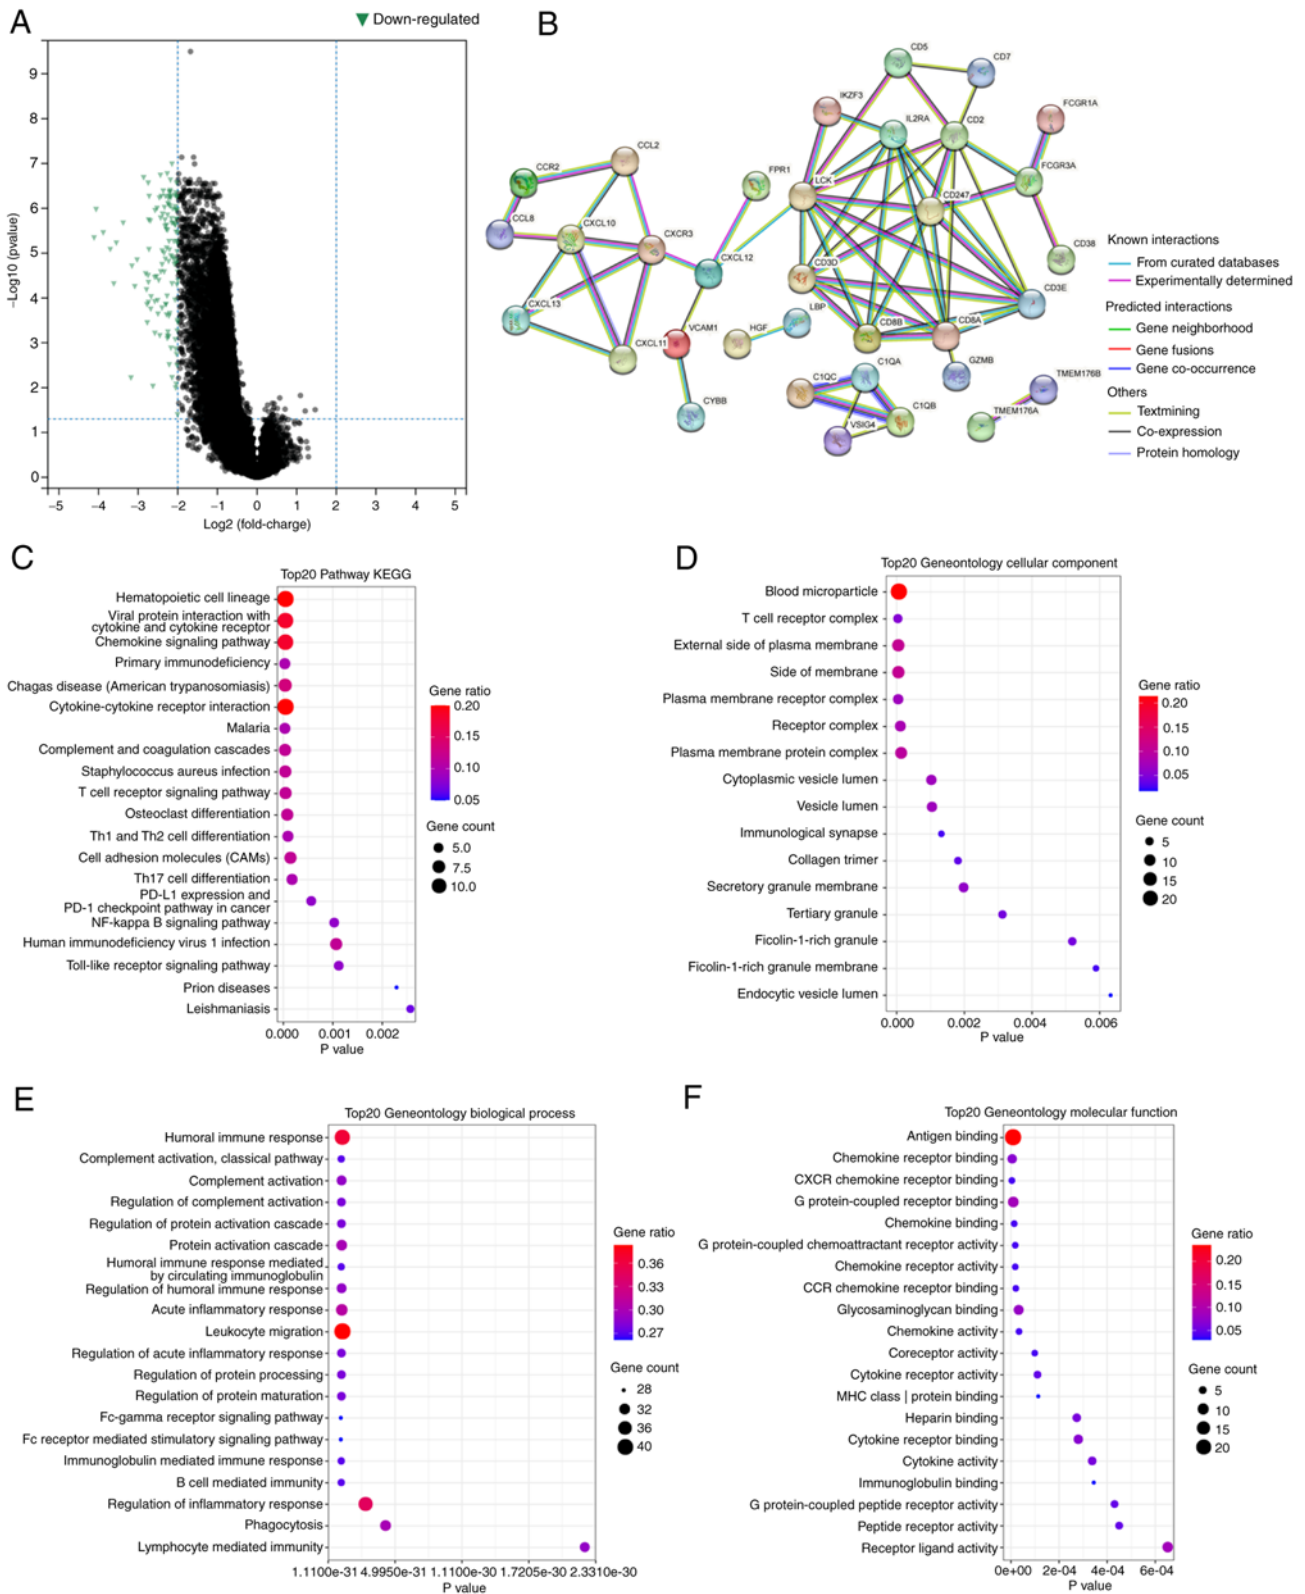 A
▼ Down-regulated
9
8
7
6
5
4
3
2
1
0
−Log10 (pvalue)
−5 −4 −3 −2 −1 0 1 2 3 4 5
Log2 (fold-charge)
B
CD5
CD7
IKZF3
IL2RA
CD2
FCGR1A
CCL2
CCR2
FPR1
LCK
FCGR3A
CD247
CCL8
CXCL10
CXCR3
CXCL12
CD3D
CD38
CD3E
CXCL13
LBP
VCAM1
HGF
CD8B
CD8A
CXCL11
C1QA
GZMB
C1QC
TMEM176B
CYBB
C1QB
VSIG4
TMEM176A
Known interactions
From curated databases
Experimentally determined
Predicted interactions
Gene neighborhood
Gene fusions
Gene co-occurrence
Others
Textmining
Co-expression
Protein homology
C
Top20 Pathway KEGG
Hematopoietic cell lineage
Viral protein interaction with
cytokine and cytokine receptor
Chemokine signaling pathway
Primary immunodeficiency
Chagas disease (American trypanosomiasis)
Cytokine-cytokine receptor interaction
Malaria
Complement and coagulation cascades
Staphylococcus aureus infection
T cell receptor signaling pathway
Osteoclast differentiation
Th1 and Th2 cell differentiation
Cell adhesion molecules (CAMs)
Th17 cell differentiation
PD-L1 expression and
PD-1 checkpoint pathway in cancer
NF-kappa B signaling pathway
Human immunodeficiency virus 1 infection
Toll-like receptor signaling pathway
Prion diseases
Leishmaniasis
0.000 0.001 0.002
P value
Gene ratio
0.20
0.15
0.10
0.05
Gene count
5.0
7.5
10.0
D
Top20 Geneontology cellular component
Blood microparticle
T cell receptor complex
External side of plasma membrane
Side of membrane
Plasma membrane receptor complex
Receptor complex
Plasma membrane protein complex
Cytoplasmic vesicle lumen
Vesicle lumen
Immunological synapse
Collagen trimer
Secretory granule membrane
Tertiary granule
Ficolin-1-rich granule
Ficolin-1-rich granule membrane
Endocytic vesicle lumen
0.000 0.002 0.004 0.006
P value
Gene ratio
0.20
0.15
0.10
0.05
Gene count
5
10
15
20
E
Top20 Geneontology biological process
Humoral immune response
Complement activation, classical pathway
Complement activation
Regulation of complement activation
Regulation of protein activation cascade
Protein activation cascade
Humoral immune response mediated
by circulating immunoglobulin
Regulation of humoral immune response
Acute inflammatory response
Leukocyte migration
Regulation of acute inflammatory response
Regulation of protein processing
Regulation of protein maturation
Fc-gamma receptor signaling pathway
Fc receptor mediated stimulatory signaling pathway
Immunoglobulin mediated immune response
B cell mediated immunity
Regulation of inflammatory response
Phagocytosis
Lymphocyte mediated immunity
1.1100e-31 4.9950e-31 1.1100e-30 1.7205e-30 2.3310e-30
P value
Gene ratio
0.36
0.33
0.30
0.27
Gene count
28
32
36
40
F
Top20 Geneontology molecular function
Antigen binding
Chemokine receptor binding
CXCR chemokine receptor binding
G protein-coupled receptor binding
Chemokine binding
G protein-coupled chemoattractant receptor activity
Chemokine receptor activity
CCR chemokine receptor binding
Glycosaminoglycan binding
Chemokine activity
Coreceptor activity
Cytokine receptor activity
MHC class | protein binding
Heparin binding
Cytokine receptor binding
Cytokine activity
Immunoglobulin binding
G protein-coupled peptide receptor activity
Peptide receptor activity
Receptor ligand activity
0e+00 2e-04 4e-04 6e-04
P value
Gene ratio
0.20
0.15
0.10
0.05
Gene count
5
10
15
20